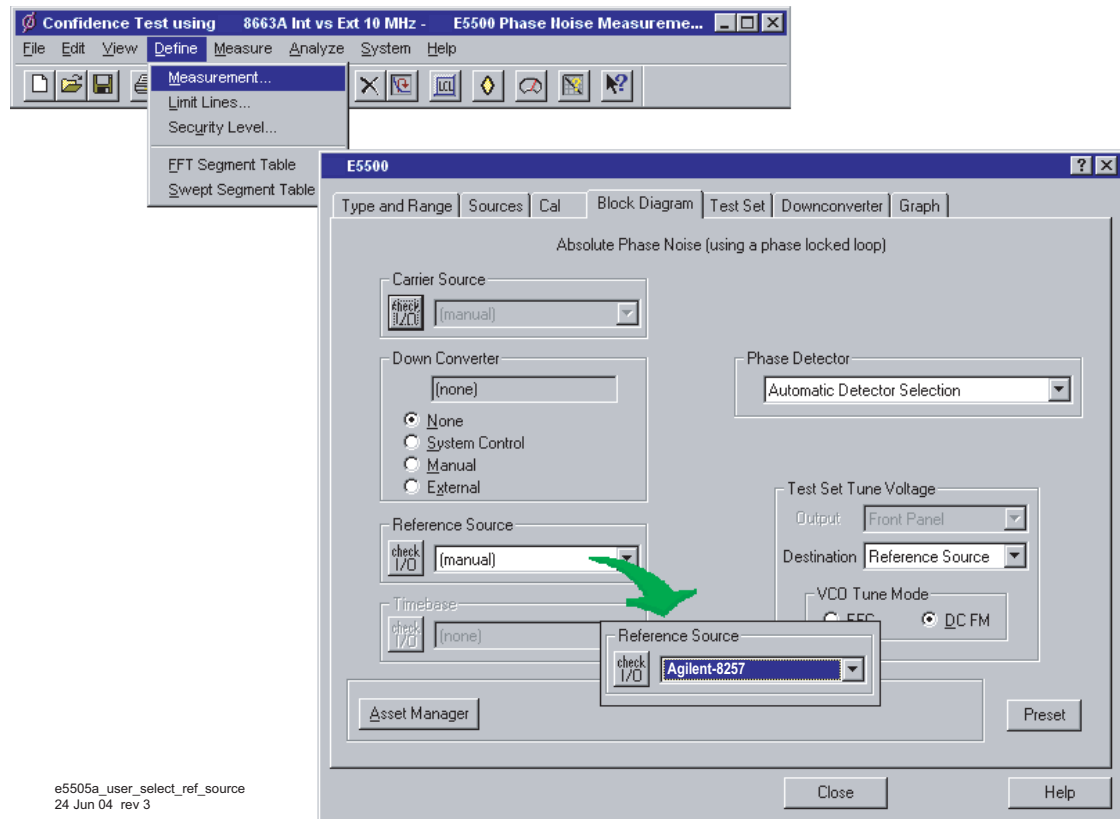 Confidence Test using 8663A Int vs Ext 10 MHz - E5500 Phase Noise Measureme...
File Edit View Define Measure Analyze System Help
Measurement...
Limit Lines...
Security Level...
FFT Segment Table
Swept Segment Table
E5500
Type and Range Sources Cal Block Diagram Test Set Downconverter Graph
Absolute Phase Noise (using a phase locked loop)
Carrier Source
check I/O (manual)
Down Converter
(none)
None
System Control
Manual
External
Phase Detector
Automatic Detector Selection
Reference Source
check I/O (manual)
Timebase
check I/O (none)
Test Set Tune Voltage
Output Front Panel
Destination Reference Source
VCO Tune Mode
DC FM
Reference Source
check I/O Agilent-8257
Asset Manager
Preset
Close Help
e5505a_user_select_ref_source
24 Jun 04 rev 3